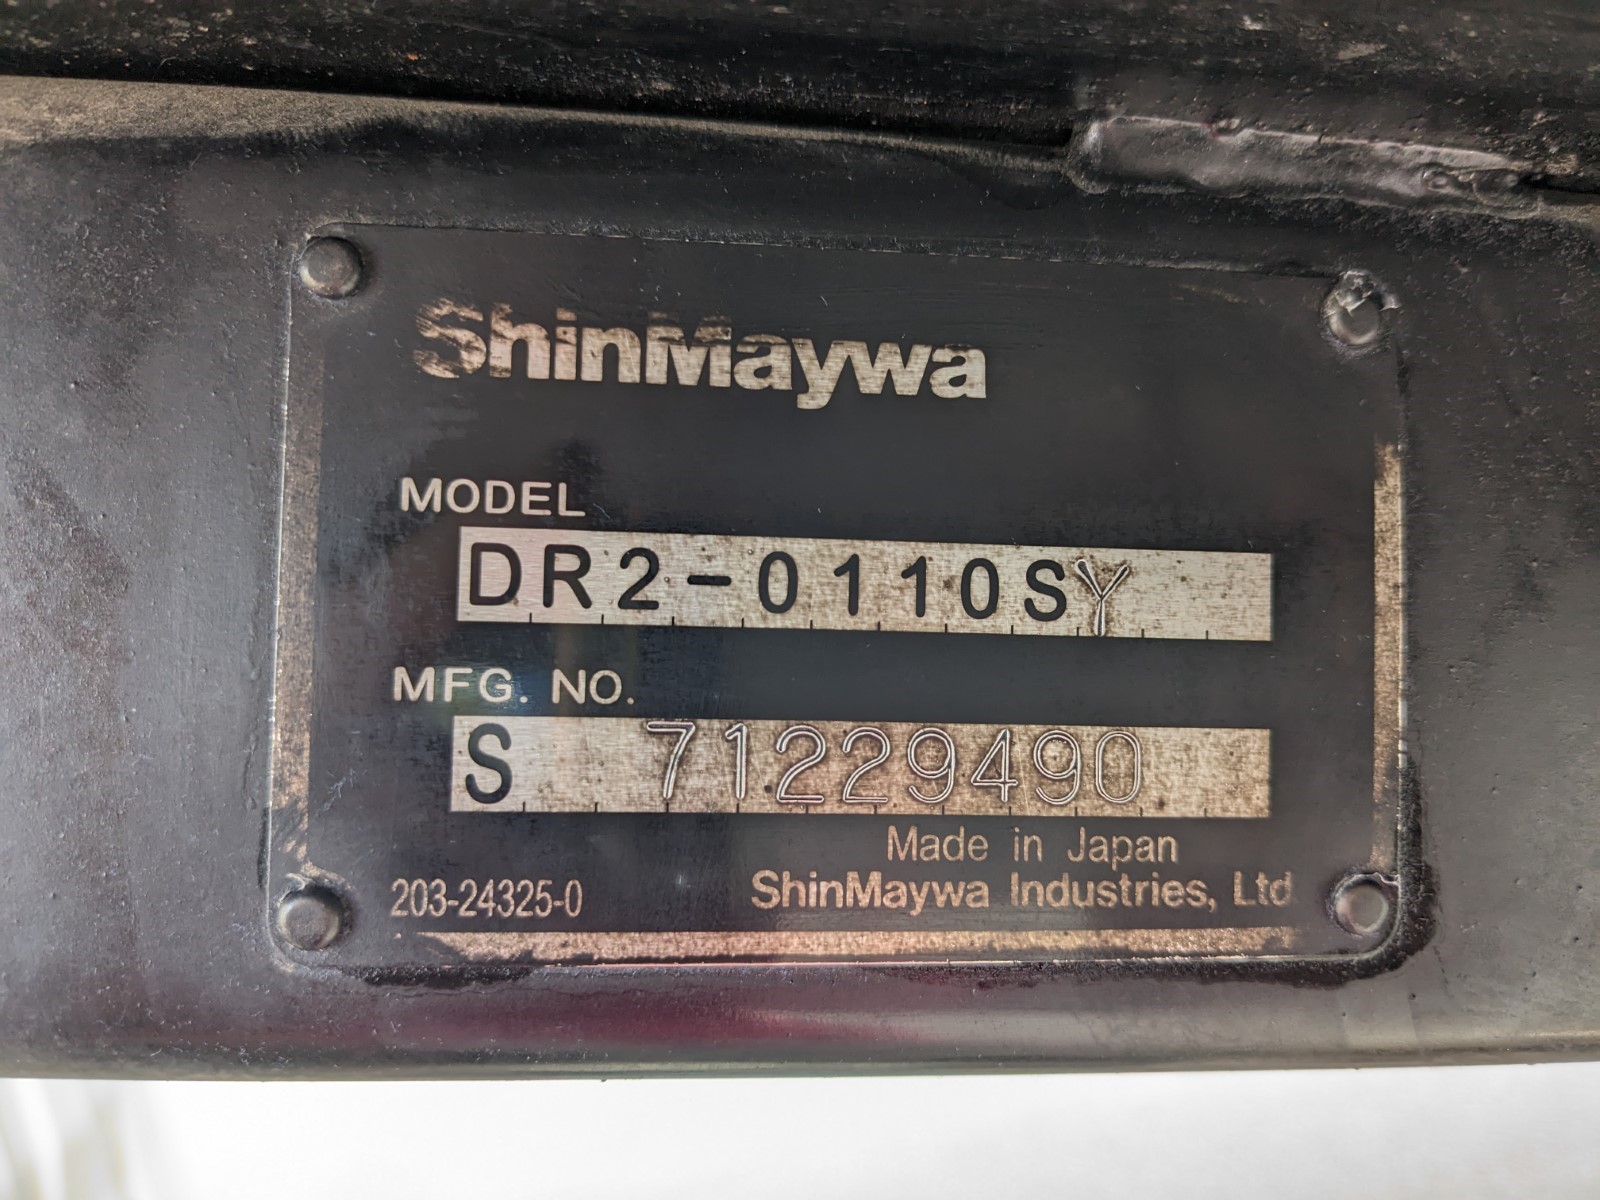 ShinMaywa
MODEL
DR2-0110SY
MFG. NO.
S 71229490
Made in Japan
203-24325-0 ShinMaywa Industries, Ltd